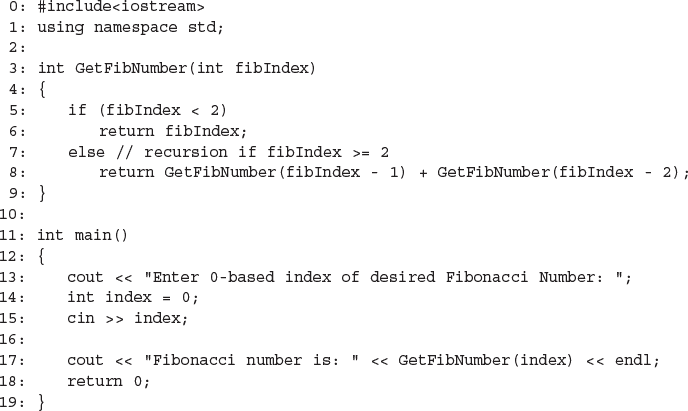 0: #include<iostream>
1: using namespace std;
2:
3: int GetFibNumber(int fibIndex)
4: {
5:    if (fibIndex < 2)
6:       return fibIndex;
7:    else // recursion if fibIndex >= 2
8:       return GetFibNumber(fibIndex - 1) + GetFibNumber(fibIndex - 2);
9: }
10:
11: int main()
12: {
13:    cout << "Enter 0-based index of desired Fibonacci Number: ";
14:    int index = 0;
15:    cin >> index;
16:
17:    cout << "Fibonacci number is: " << GetFibNumber(index) << endl;
18:    return 0;
19: }